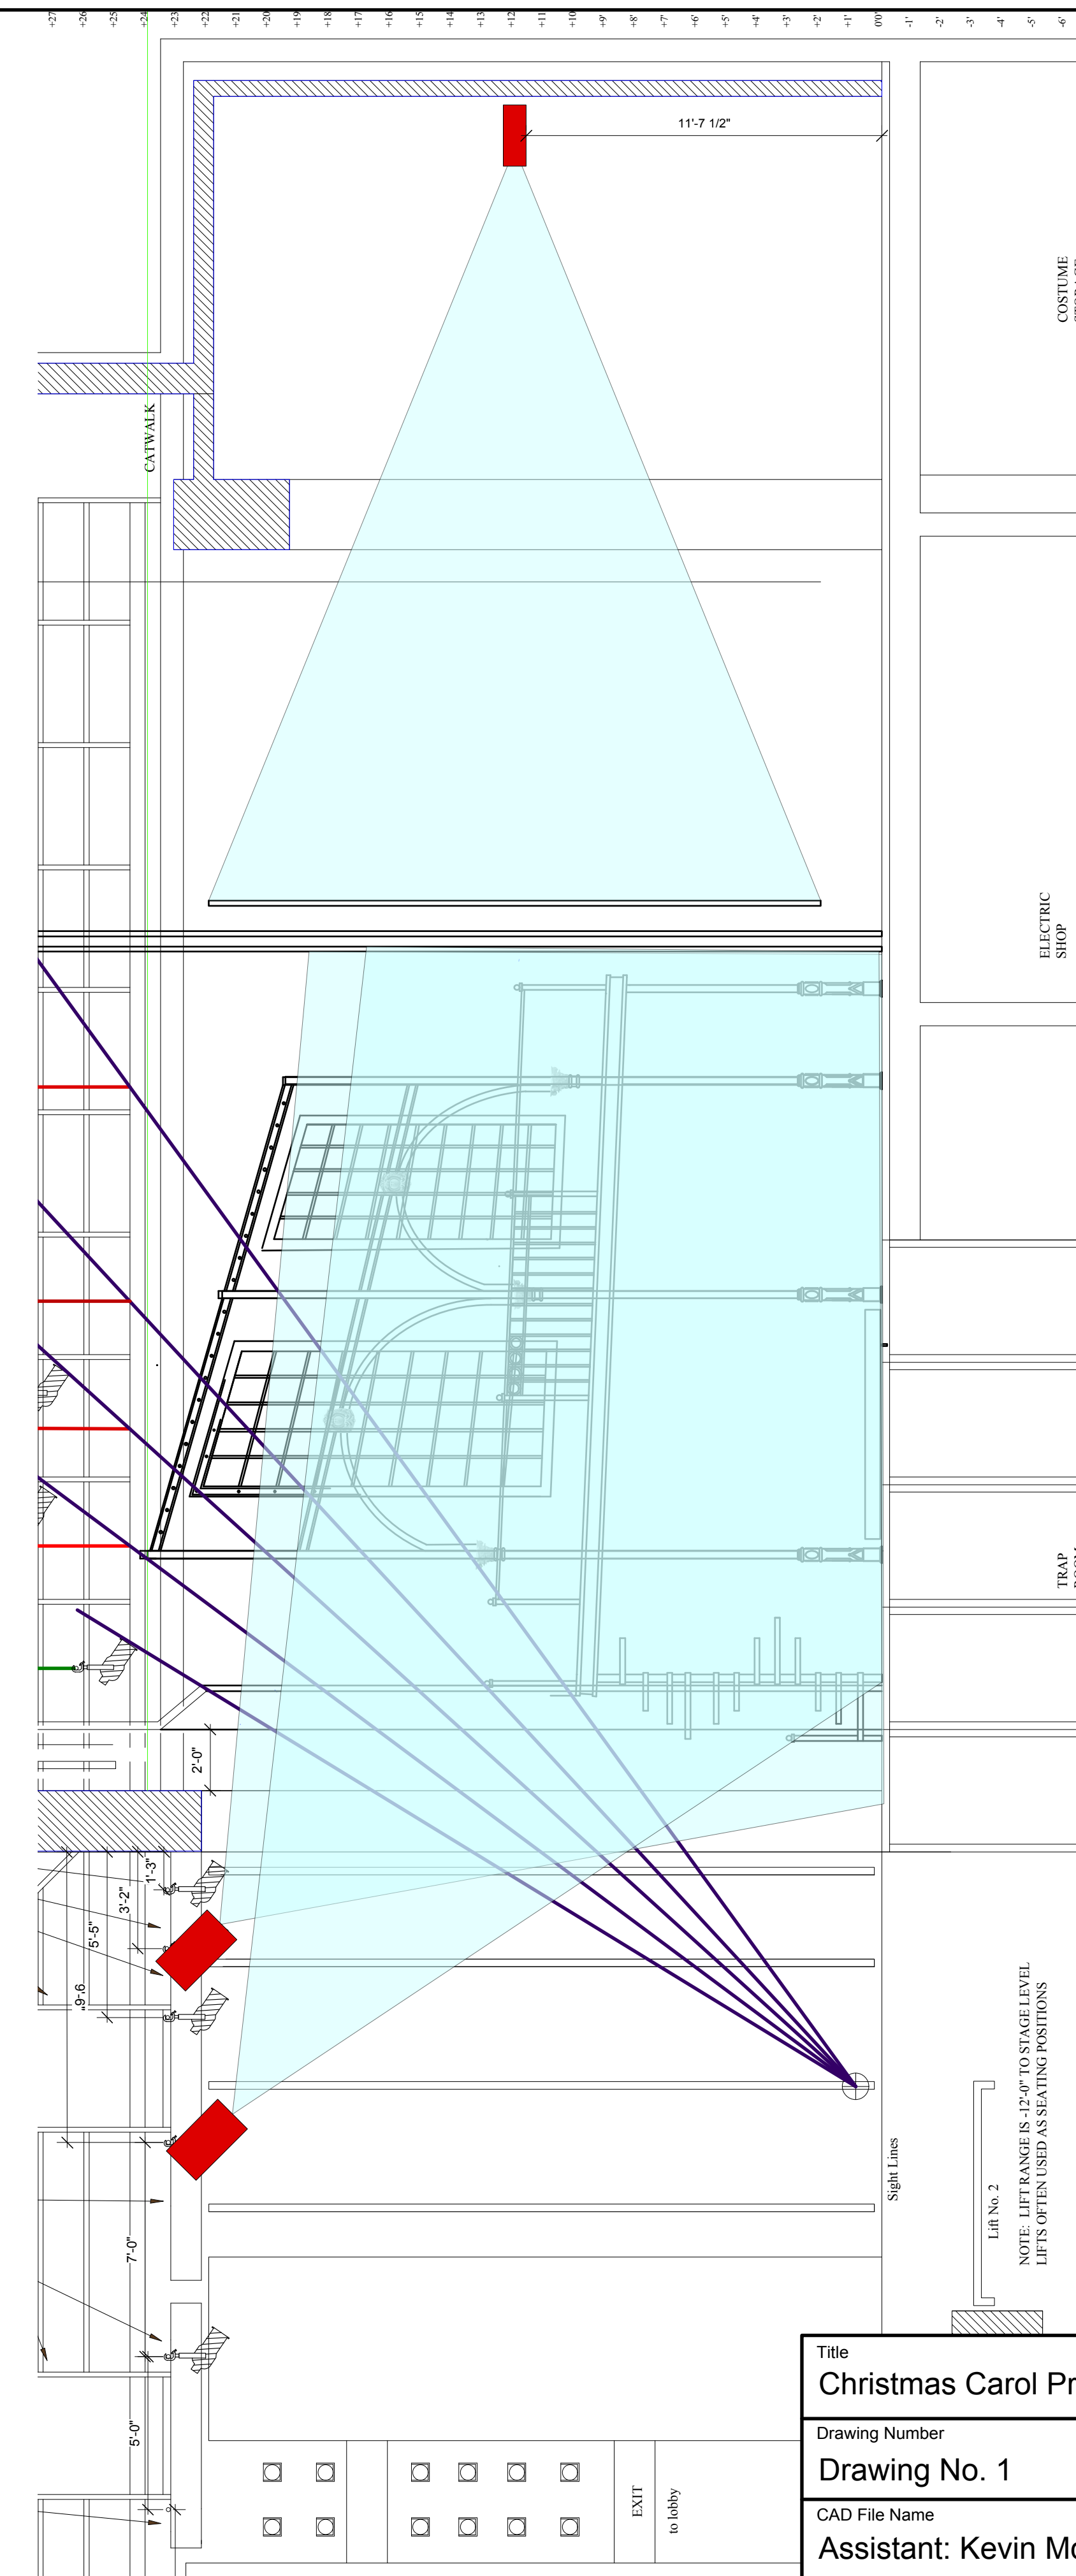 +27
+26
+25
+24
+23
+22
+21
+20
+19
+18
+17
+16
+15
+14
+13
+12
+11
+10
+9'
+8'
+7'
+6'
+5'
+4'
+3'
+2'
+1'
0'0'
-1'
-2'
-3'
-4'
-5'
-6'
11'-7 1/2"
COSTUME
CATWALK
ELECTRIC
SHOP
TRAP
2'-0"
1'-3"
3'-2"
5'-5"
9'-6"
7'-0"
5'-0"
Sight Lines
Lift No. 2
NOTE: LIFT RANGE IS -12'-0" TO STAGE LEVEL
LIFTS OFTEN USED AS SEATING POSITIONS
EXIT
to lobby
Title
Christmas Carol Pr
Drawing Number
Drawing No. 1
CAD File Name
Assistant: Kevin